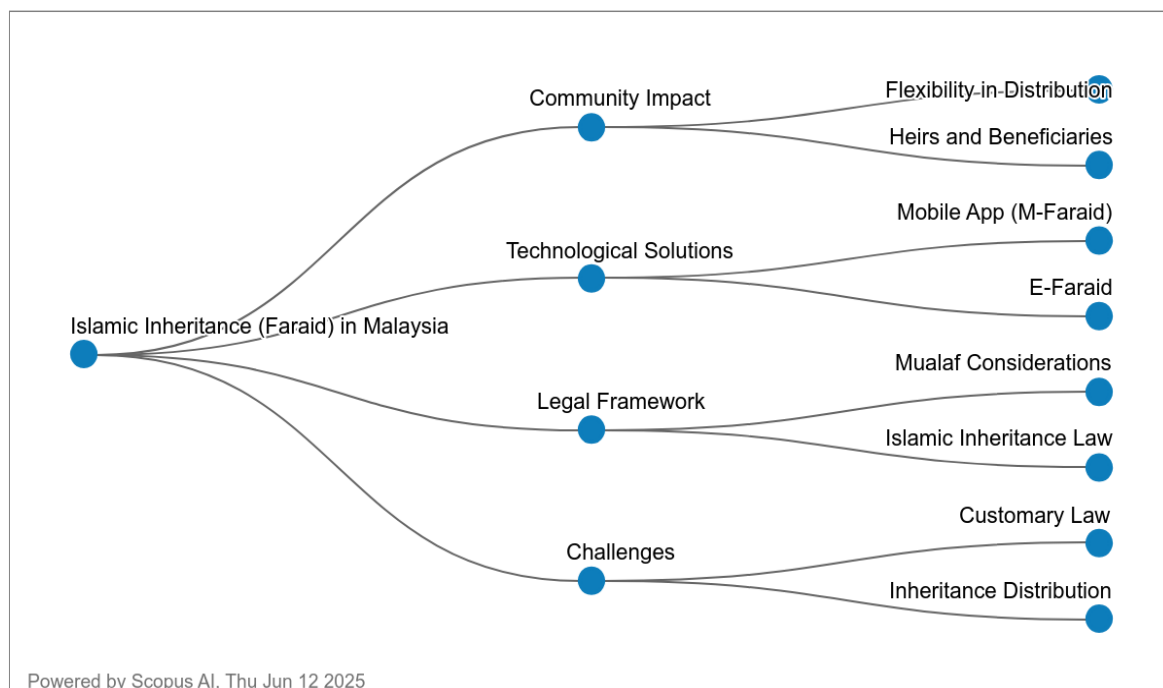 Community Impact
Flexibility in Distribution
Heirs and Beneficiaries
Technological Solutions
Mobile App (M-Faraid)
E-Faraid
Islamic Inheritance (Faraid) in Malaysia
Legal Framework
Mualaf Considerations
Islamic Inheritance Law
Challenges
Customary Law
Inheritance Distribution
Powered by Scopus AI, Thu Jun 12 2025